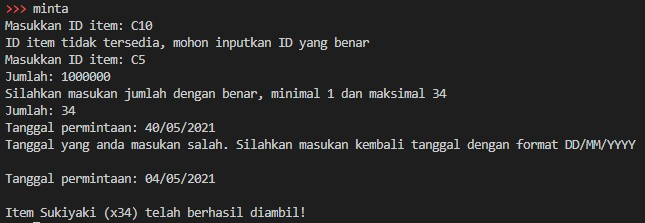 >>> minta
Masukkan ID item: C10
ID item tidak tersedia, mohon inputkan ID yang benar
Masukkan ID item: C5
Jumlah: 1000000
Silahkan masukan jumlah dengan benar, minimal 1 dan maksimal 34
Jumlah: 34
Tanggal permintaan: 40/05/2021
Tanggal yang anda masukan salah. Silahkan masukan kembali tanggal dengan format DD/MM/YYYY
Tanggal permintaan: 04/05/2021
Item Sukiyaki (x34) telah berhasil diambil!